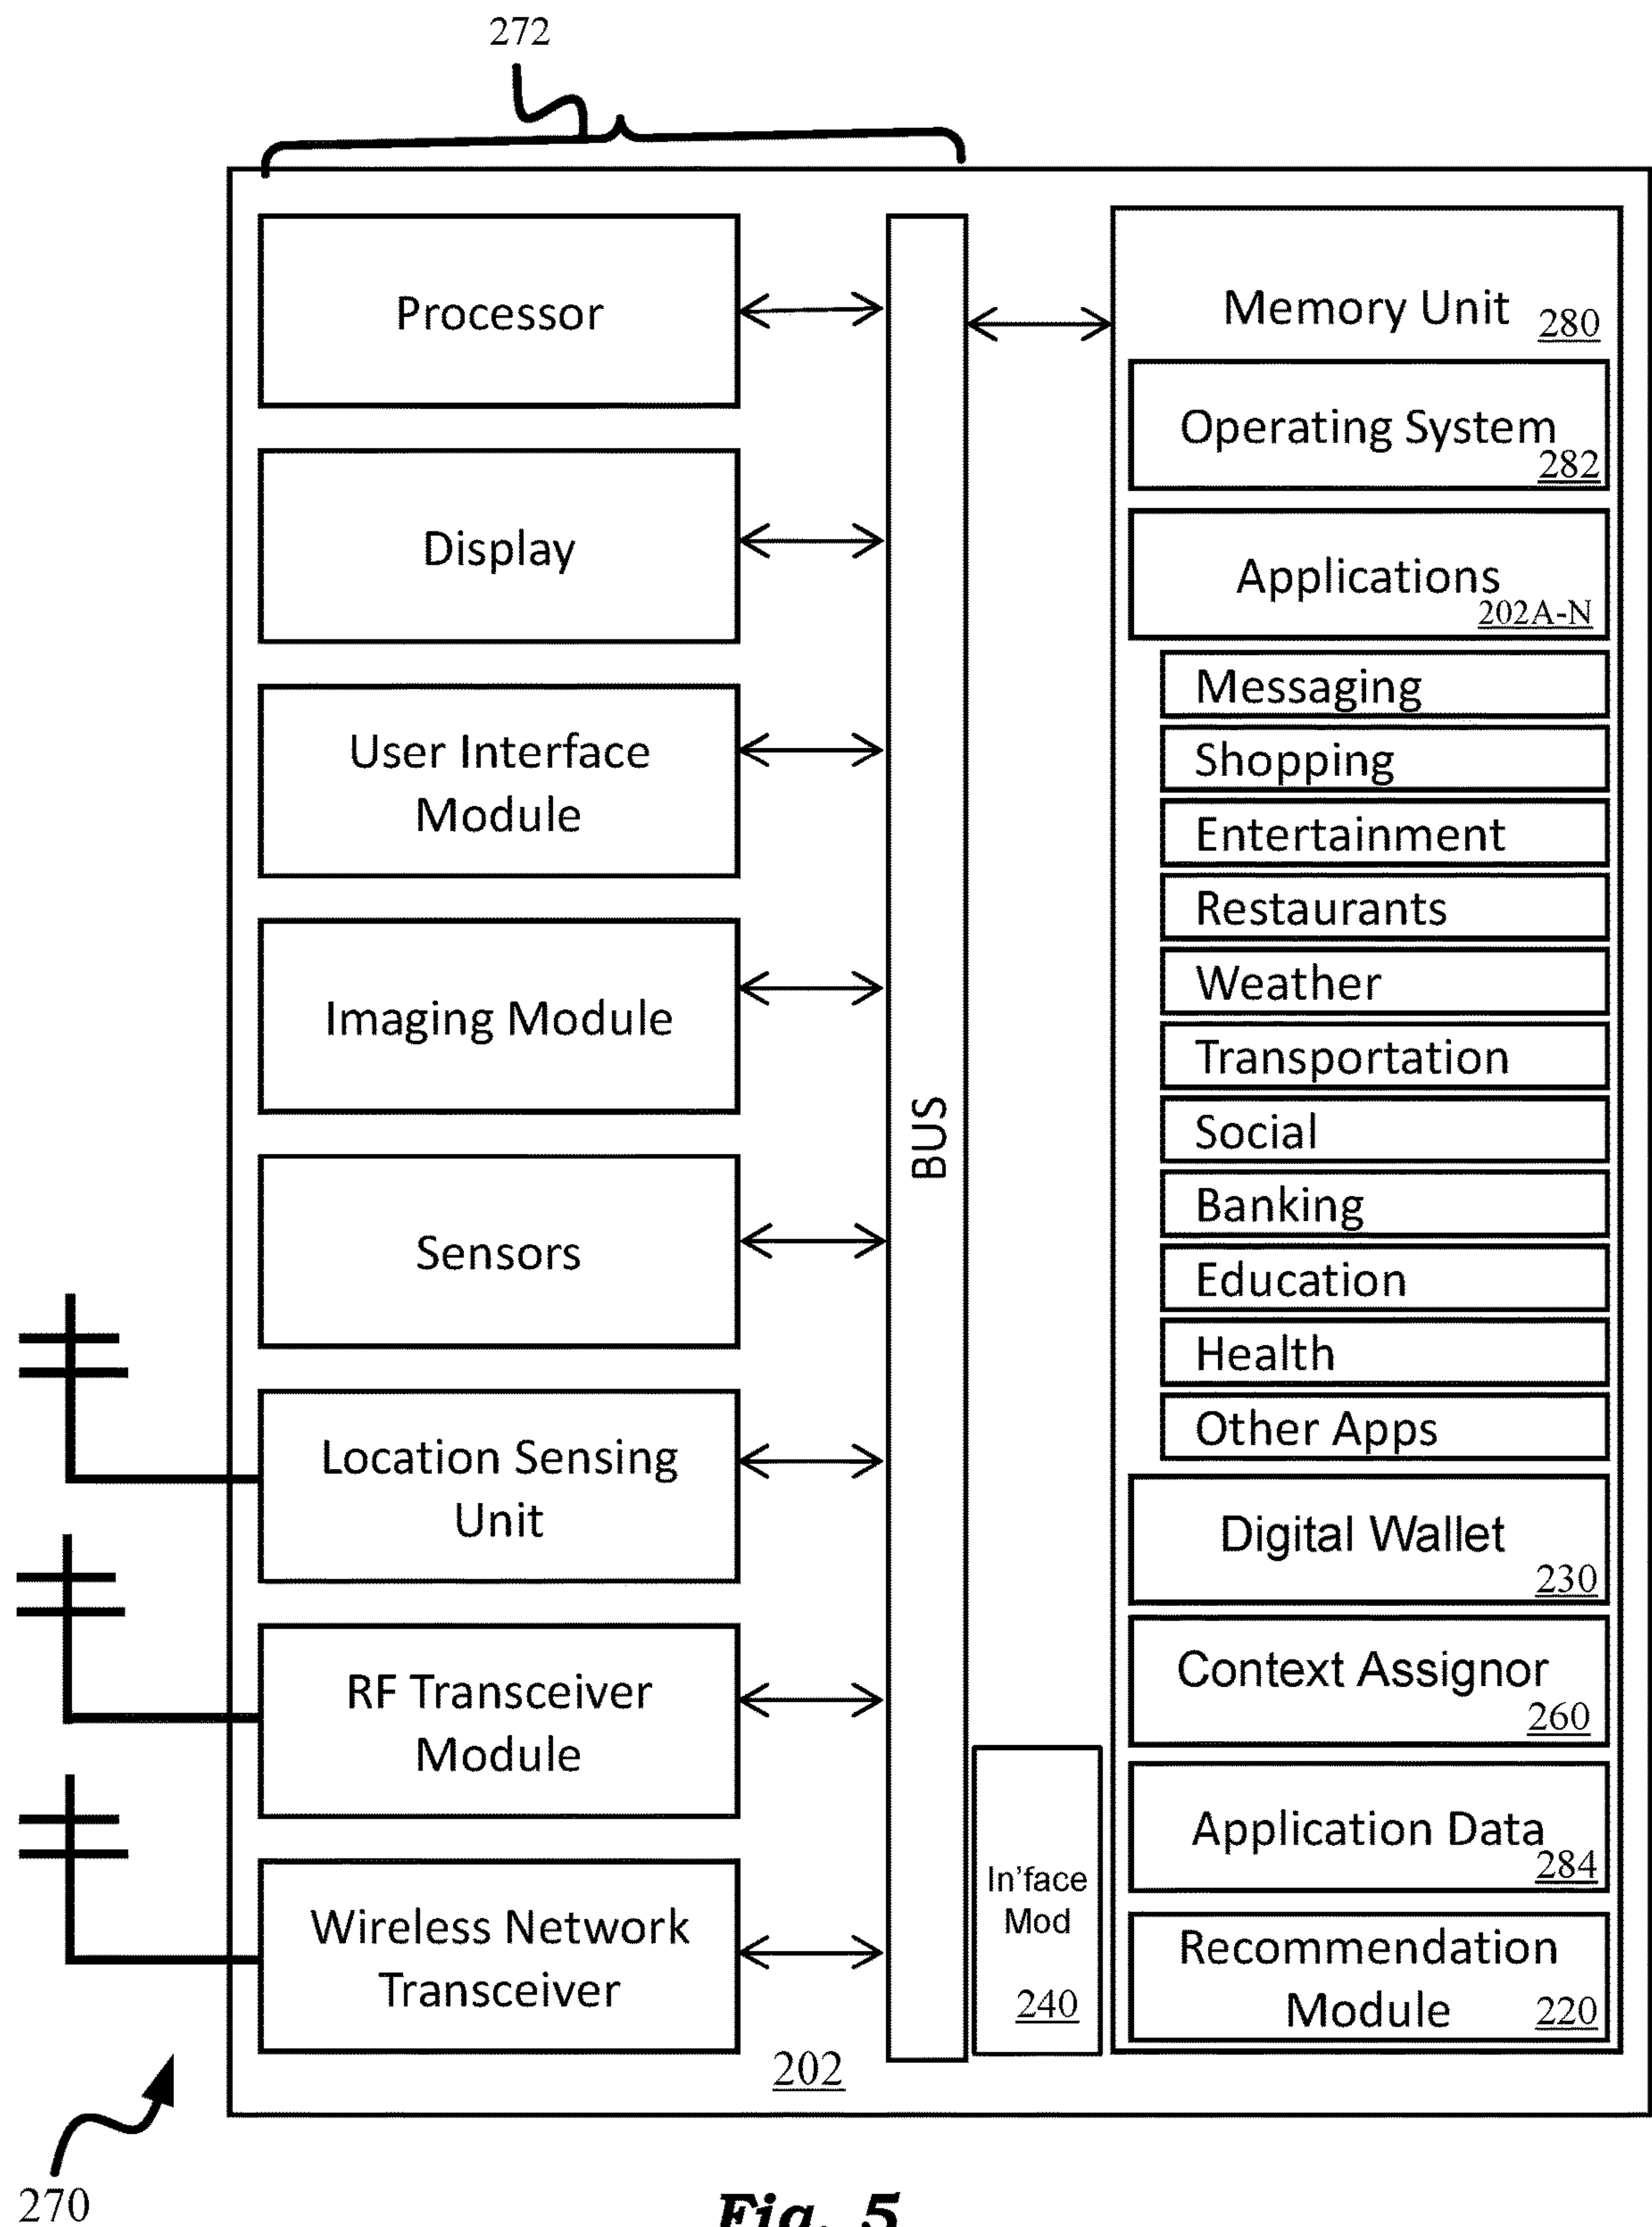 272
Processor
Display
User Interface
Module
Imaging Module
Sensors
Location Sensing
Unit
RF Transceiver
Module
Wireless Network
Transceiver
202
BUS
In'face
Mod
240
Memory Unit 280
Operating System
282
Applications
202A-N
Messaging
Shopping
Entertainment
Restaurants
Weather
Transportation
Social
Banking
Education
Health
Other Apps
Digital Wallet
230
Context Assignor
260
Application Data
284
Recommendation
Module 220
270
Fig. 5